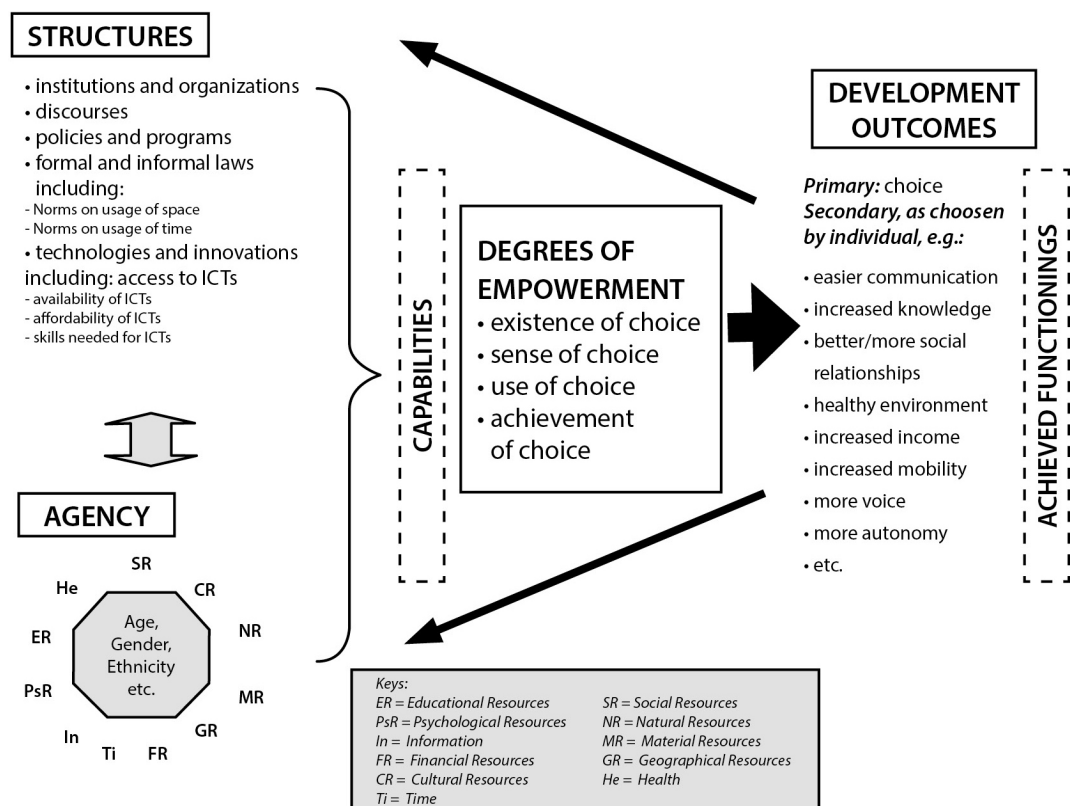 STRUCTURES
• institutions and organizations
• discourses
• policies and programs
• formal and informal laws
including:
- Norms on usage of space
- Norms on usage of time
• technologies and innovations
including: access to ICTs
- availability of ICTs
- affordability of ICTs
- skills needed for ICTs
AGENCY
SR
He
CR
ER
NR
PsR
MR
In
GR
Ti
FR
Age,
Gender,
Ethnicity
etc.
CAPABILITIES
DEGREES OF
EMPOWERMENT
• existence of choice
• sense of choice
• use of choice
• achievement
of choice
DEVELOPMENT
OUTCOMES
Primary: choice
Secondary, as choosen
by individual, e.g.:
• easier communication
• increased knowledge
• better/more social
relationships
• healthy environment
• increased income
• increased mobility
• more voice
• more autonomy
• etc.
ACHIEVED FUNCTIONINGS
Keys:
ER = Educational Resources
PsR = Psychological Resources
In = Information
FR = Financial Resources
CR = Cultural Resources
Ti = Time
SR = Social Resources
NR = Natural Resources
MR = Material Resources
GR = Geographical Resources
He = Health